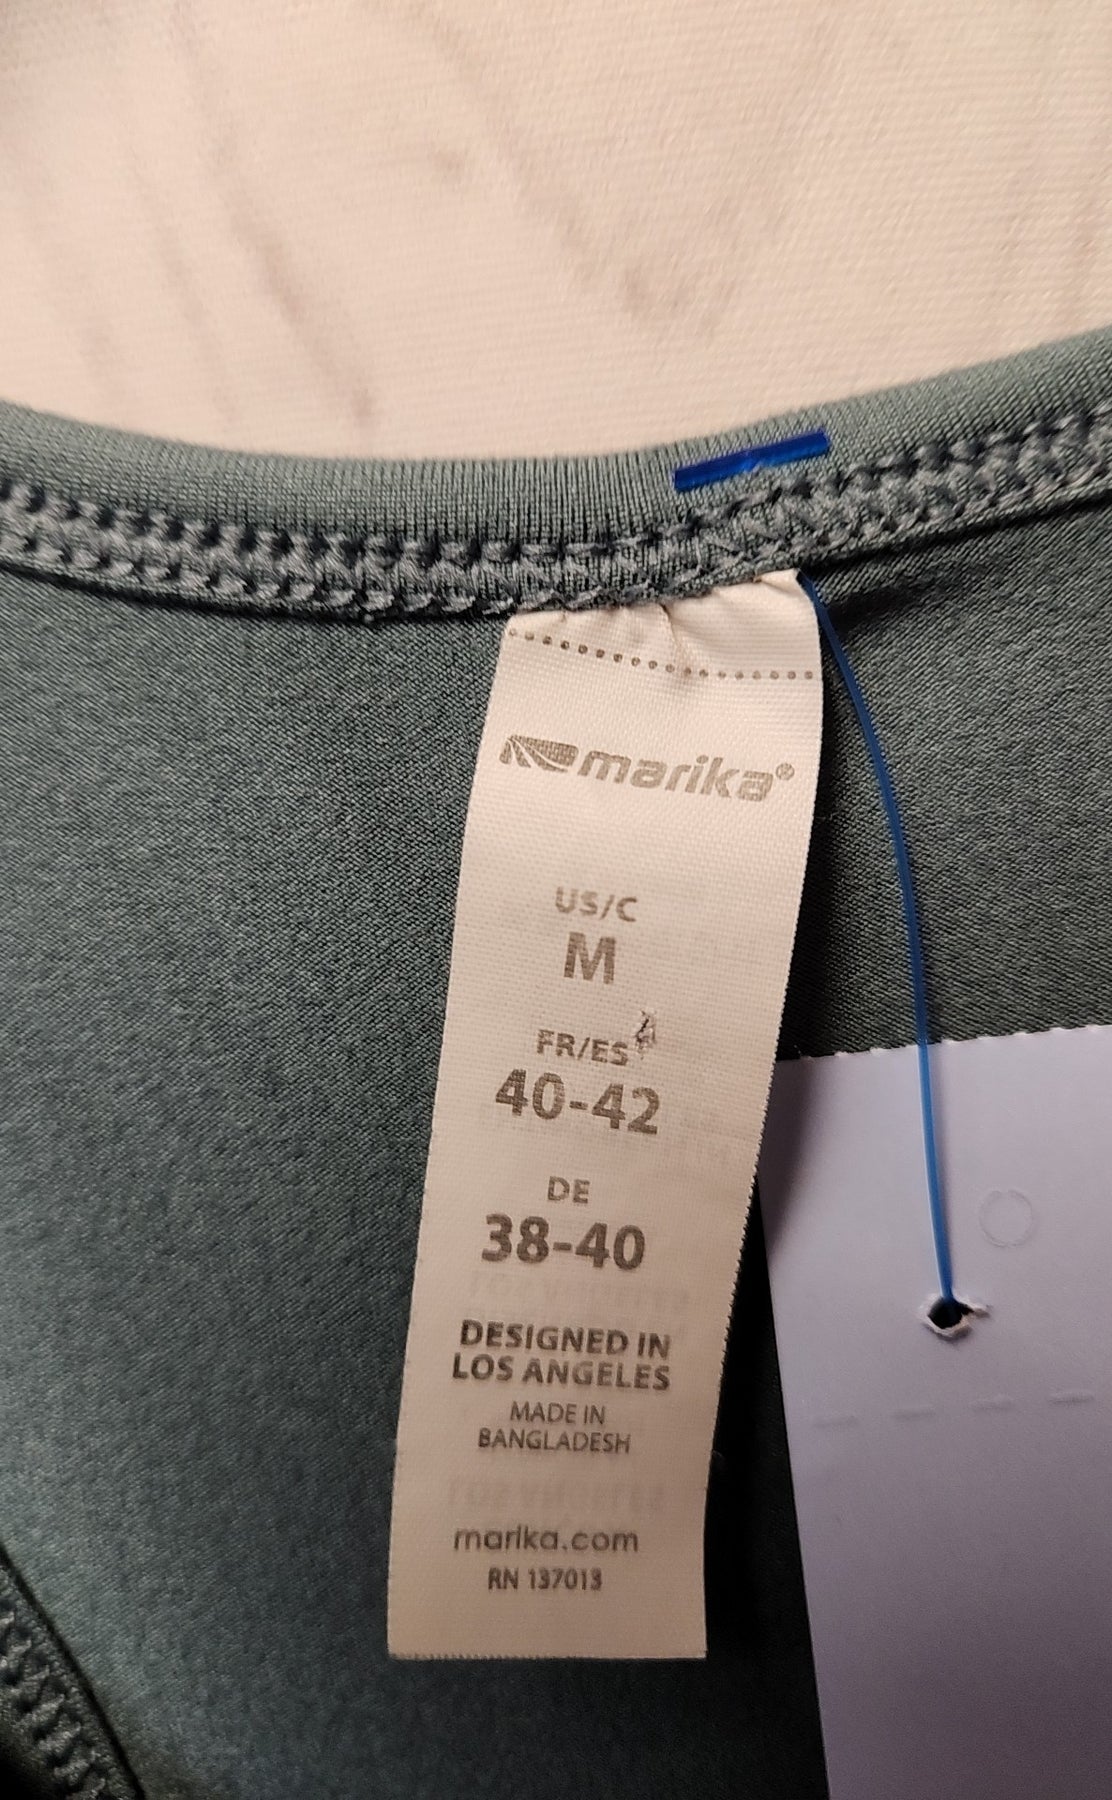 marika®
US/C
M
FR/ES
40-42
DE
38-40
DESIGNED IN
LOS ANGELES
MADE IN
BANGLADESH
marika.com
RN 137013